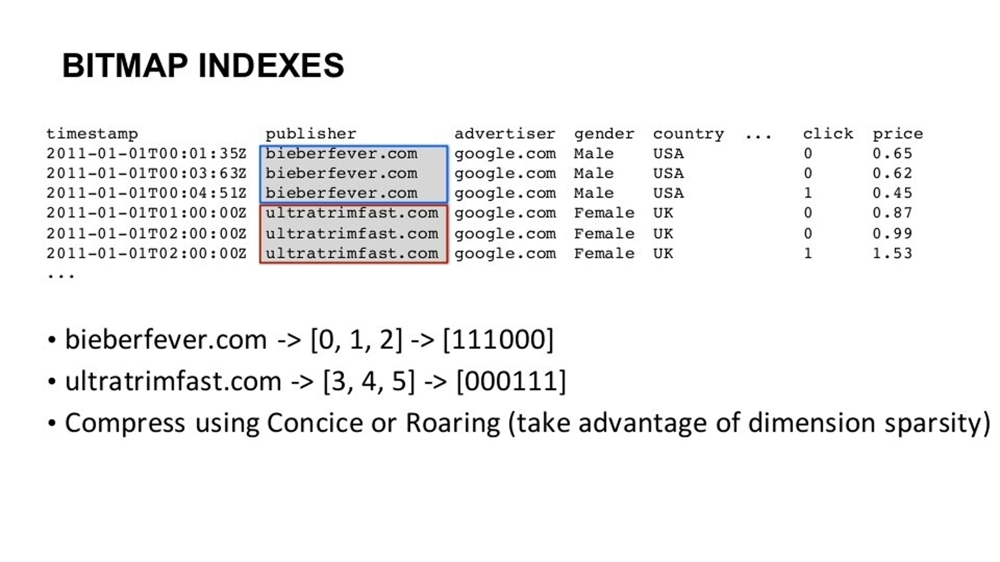 BITMAP INDEXES
timestamp publisher advertiser gender country ... click price
2011-01-01T00:01:35Z bieberfever.com google.com Male USA 0 0.65
2011-01-01T00:03:63Z bieberfever.com google.com Male USA 0 0.62
2011-01-01T00:04:51Z bieberfever.com google.com Male USA 1 0.45
2011-01-01T01:00:00Z ultratrimfast.com google.com Female UK 0 0.87
2011-01-01T02:00:00Z ultratrimfast.com google.com Female UK 0 0.99
2011-01-01T02:00:00Z ultratrimfast.com google.com Female UK 1 1.53
...
• bieberfever.com -> [0, 1, 2] -> [111000]
• ultratrimfast.com -> [3, 4, 5] -> [000111]
• Compress using Concice or Roaring (take advantage of dimension sparsity)